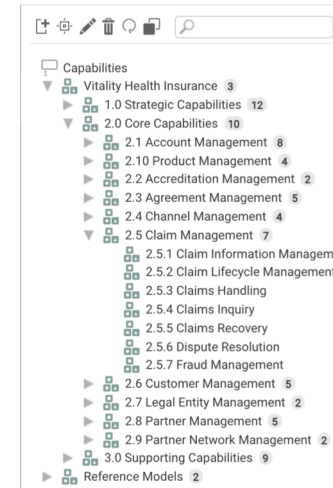 Capabilities
Vitality Health Insurance 3
1.0 Strategic Capabilities 12
2.0 Core Capabilities 10
2.1 Account Management 8
2.10 Product Management 4
2.2 Accreditation Management 2
2.3 Agreement Management 5
2.4 Channel Management 4
2.5 Claim Management 7
2.5.1 Claim Information Managem
2.5.2 Claim Lifecycle Management
2.5.3 Claims Handling
2.5.4 Claims Inquiry
2.5.5 Claims Recovery
2.5.6 Dispute Resolution
2.5.7 Fraud Management
2.6 Customer Management 5
2.7 Legal Entity Management 2
2.8 Partner Management 5
2.9 Partner Network Management 2
3.0 Supporting Capabilities 9
Reference Models 2